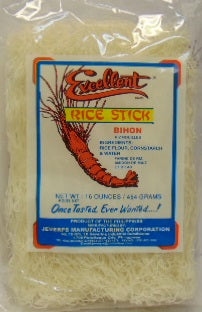 Excellent
RICE STICK
BIHON
INGREDIENTS:
RICE FLOUR, CORNSTARCH
& WATER
NET WT. 16 OUNCES / 454 GRAMS
Once Tasted, Ever Wanted....!
PRODUCT OF THE PHILIPPINES
JEVERPS MANUFACTURING CORPORATION